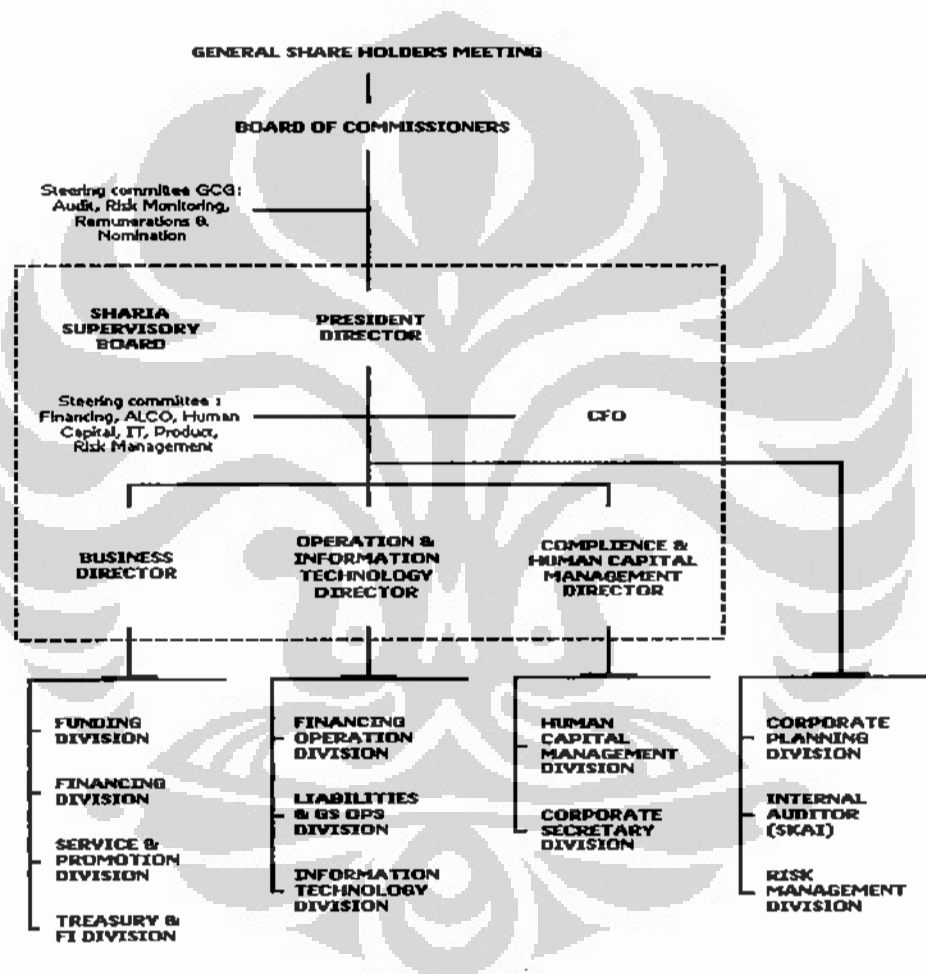 GENERAL SHARE HOLDERS MEETING
BOARD OF COMMISSIONERS
Steering committee GCG:
Audit, Risk Monitoring,
Remunerations &
Nomination
SHARIA
SUPERVISORY
BOARD
PRESIDENT
DIRECTOR
Steering committee :
Financing, ALCO, Human
Capital, IT, Product,
Risk Management
CFO
BUSINESS
DIRECTOR
OPERATION &
INFORMATION
TECHNOLOGY
DIRECTOR
COMPLIENCE &
HUMAN CAPITAL
MANAGEMENT
DIRECTOR
FUNDING
DIVISION
FINANCING
DIVISION
SERVICE &
PROMOTION
DIVISION
TREASURY &
FI DIVISION
FINANCING
OPERATION
DIVISION
LIABILITIES
& GS OPS
DIVISION
INFORMATION
TECHNOLOGY
DIVISION
HUMAN
CAPITAL
MANAGEMENT
DIVISION
CORPORATE
SECRETARY
DIVISION
CORPORATE
PLANNING
DIVISION
INTERNAL
AUDITOR
(SKAI)
RISK
MANAGEMENT
DIVISION